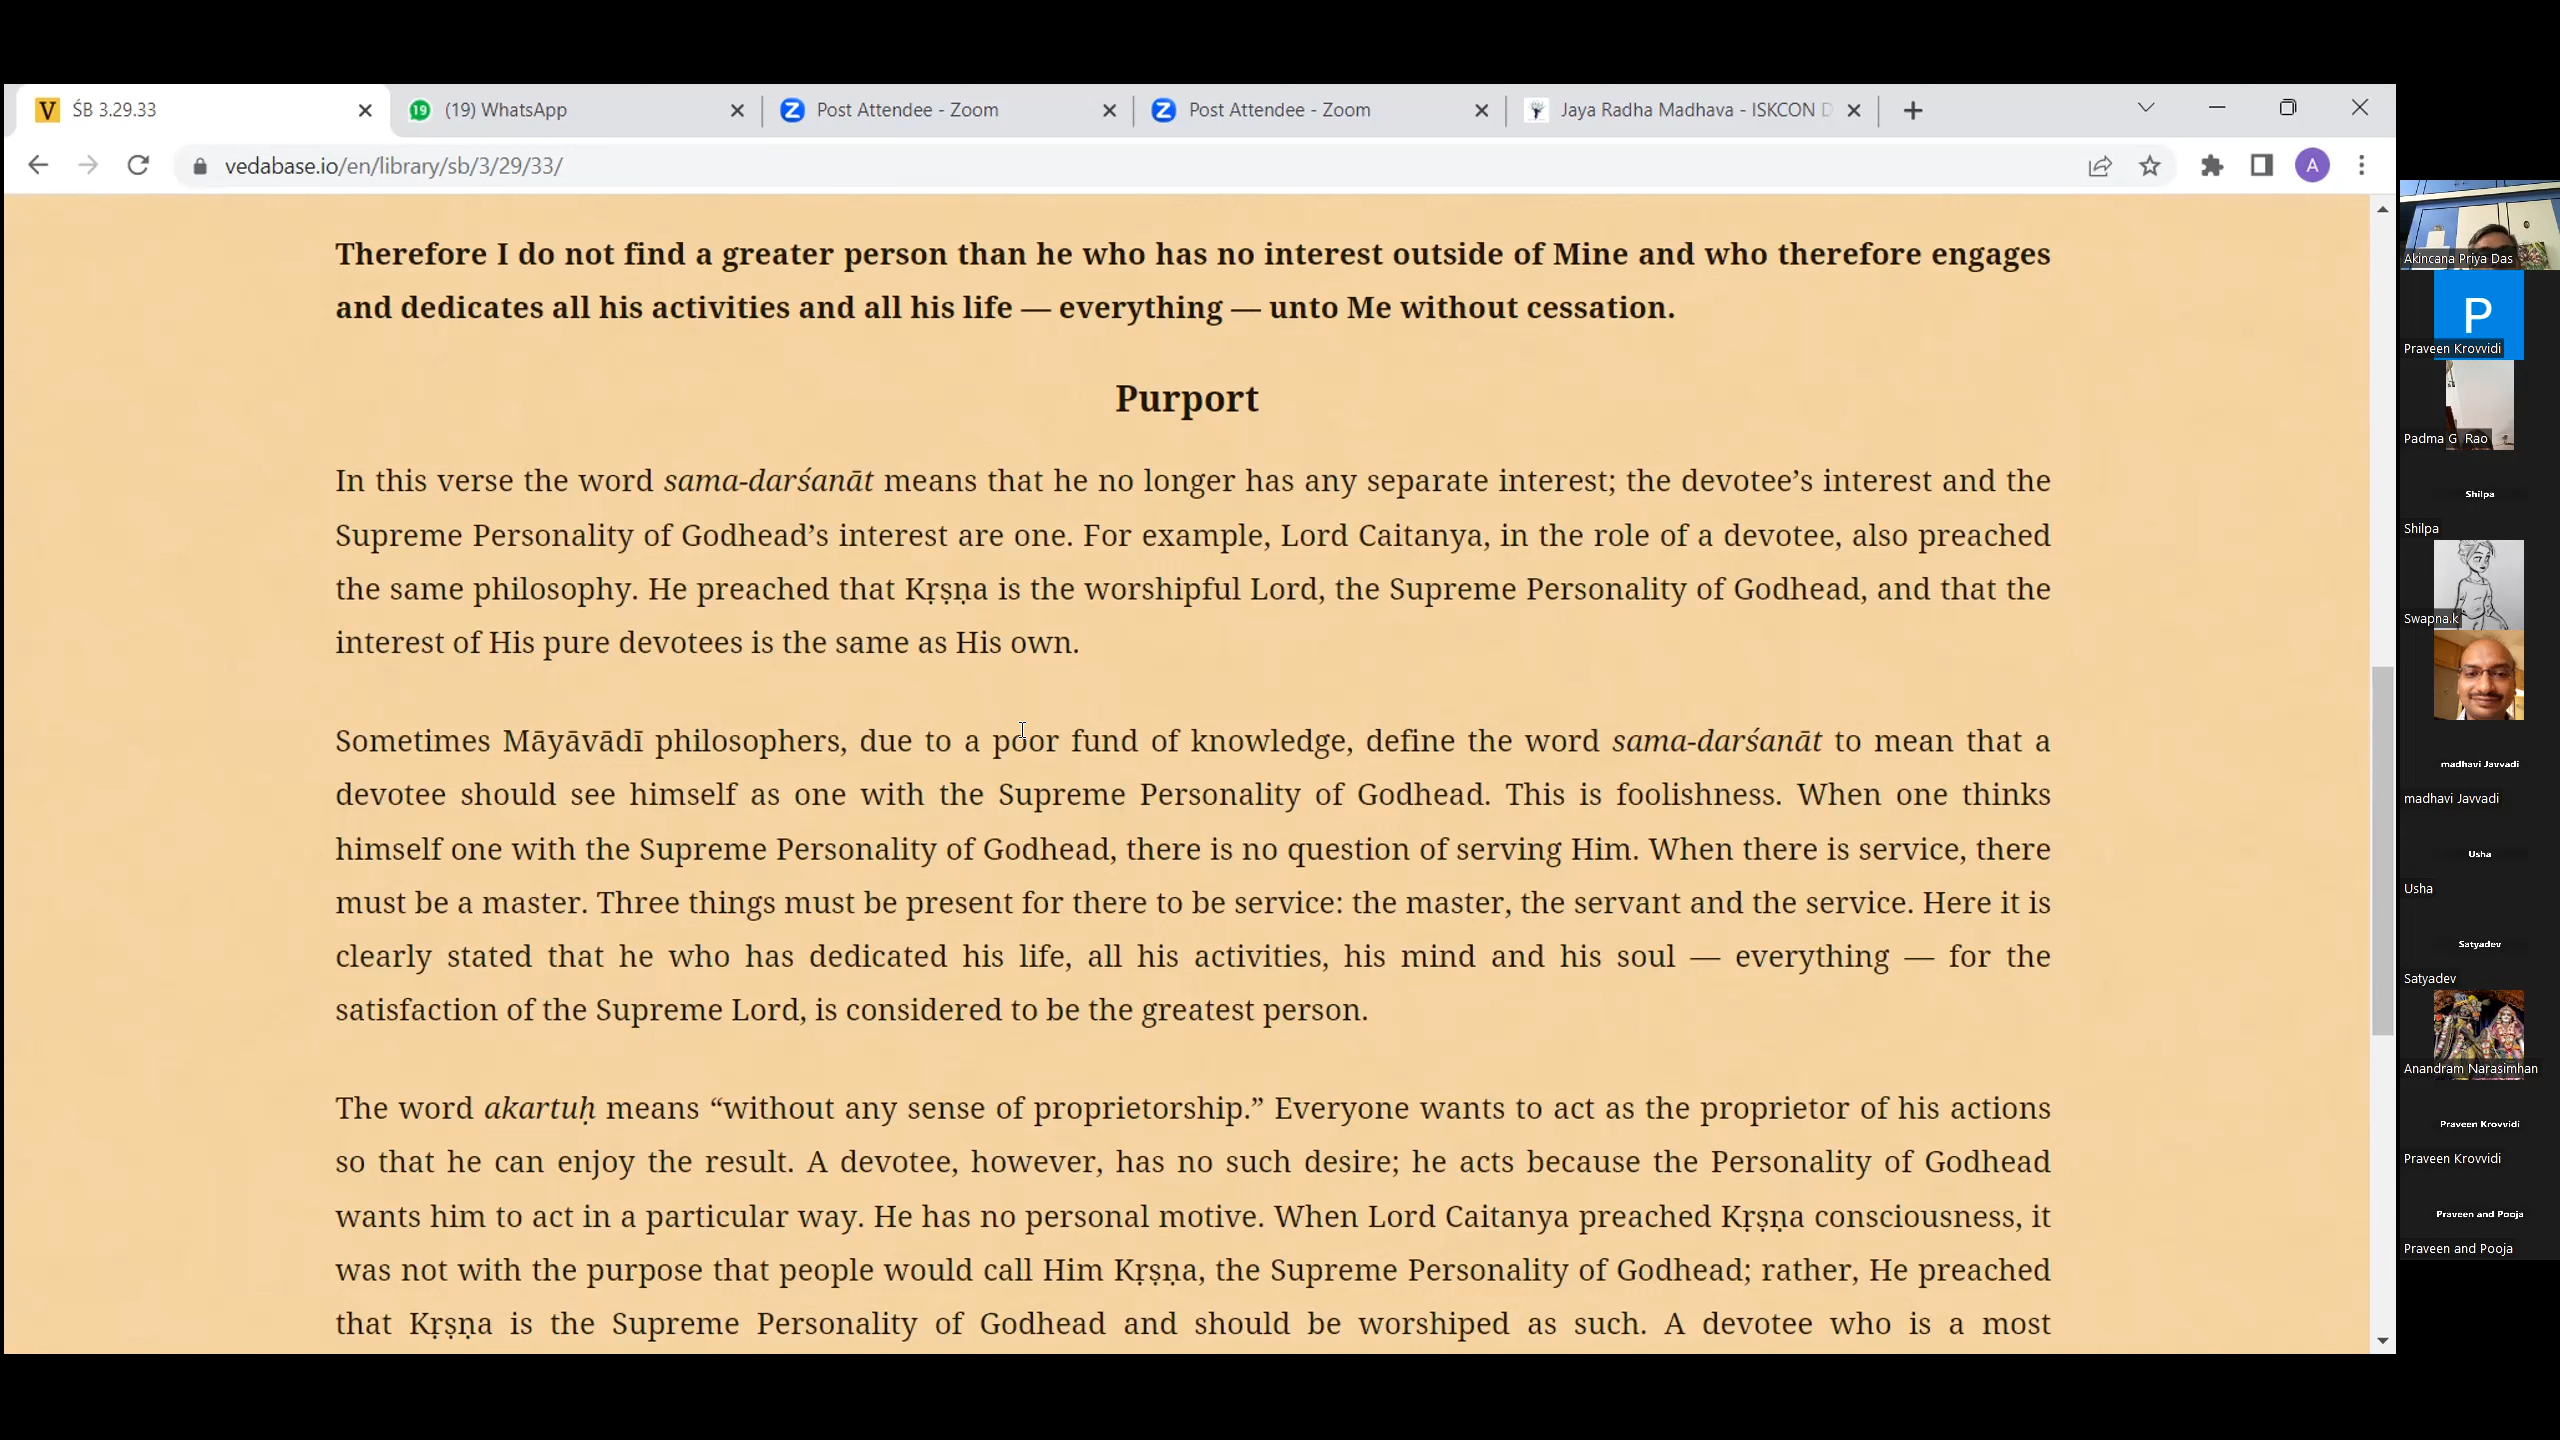 ŚB 3.29.33
(19) WhatsApp
Post Attendee - Zoom
Post Attendee - Zoom
Jaya Radha Madhava - ISKCON D
vedabase.io/en/library/sb/3/29/33/
A
Therefore I do not find a greater person than he who has no interest outside of Mine and who therefore engages
and dedicates all his activities and all his life — everything — unto Me without cessation.
Purport
In this verse the word sama-darśanāt means that he no longer has any separate interest; the devotee’s interest and the
Supreme Personality of Godhead’s interest are one. For example, Lord Caitanya, in the role of a devotee, also preached
the same philosophy. He preached that Kṛṣṇa is the worshipful Lord, the Supreme Personality of Godhead, and that the
interest of His pure devotees is the same as His own.
Sometimes Māyāvādī philosophers, due to a poor fund of knowledge, define the word sama-darśanāt to mean that a
devotee should see himself as one with the Supreme Personality of Godhead. This is foolishness. When one thinks
himself one with the Supreme Personality of Godhead, there is no question of serving Him. When there is service, there
must be a master. Three things must be present for there to be service: the master, the servant and the service. Here it is
clearly stated that he who has dedicated his life, all his activities, his mind and his soul — everything — for the
satisfaction of the Supreme Lord, is considered to be the greatest person.
The word akartuḥ means “without any sense of proprietorship.” Everyone wants to act as the proprietor of his actions
so that he can enjoy the result. A devotee, however, has no such desire; he acts because the Personality of Godhead
wants him to act in a particular way. He has no personal motive. When Lord Caitanya preached Kṛṣṇa consciousness, it
was not with the purpose that people would call Him Kṛṣṇa, the Supreme Personality of Godhead; rather, He preached
that Kṛṣṇa is the Supreme Personality of Godhead and should be worshiped as such. A devotee who is a most
Akincana Priya Das
P
Praveen Krovvidi
Padma G Rao
Shilpa
Shilpa
Swapna.k
madhavi Javvadi
madhavi Javvadi
Usha
Usha
Satyadev
Satyadev
Anandram Narasimhan
Praveen Krovvidi
Praveen Krovvidi
Praveen and Pooja
Praveen and Pooja